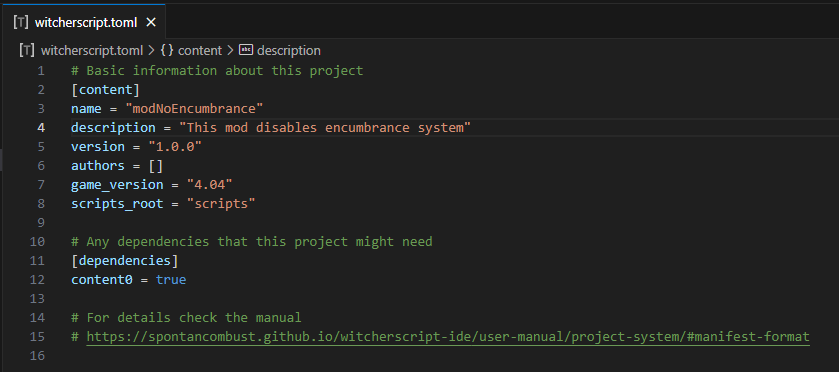 [T] witcherscript.toml ×
[T] witcherscript.toml > {} content > abc description
1 # Basic information about this project
2 [content]
3 name = "modNoEncumbrance"
4 description = "This mod disables encumbrance system"
5 version = "1.0.0"
6 authors = []
7 game_version = "4.04"
8 scripts_root = "scripts"
9
10 # Any dependencies that this project might need
11 [dependencies]
12 content0 = true
13
14 # For details check the manual
15 # https://spontancombust.github.io/witcherscript-ide/user-manual/project-system/#manifest-format
16